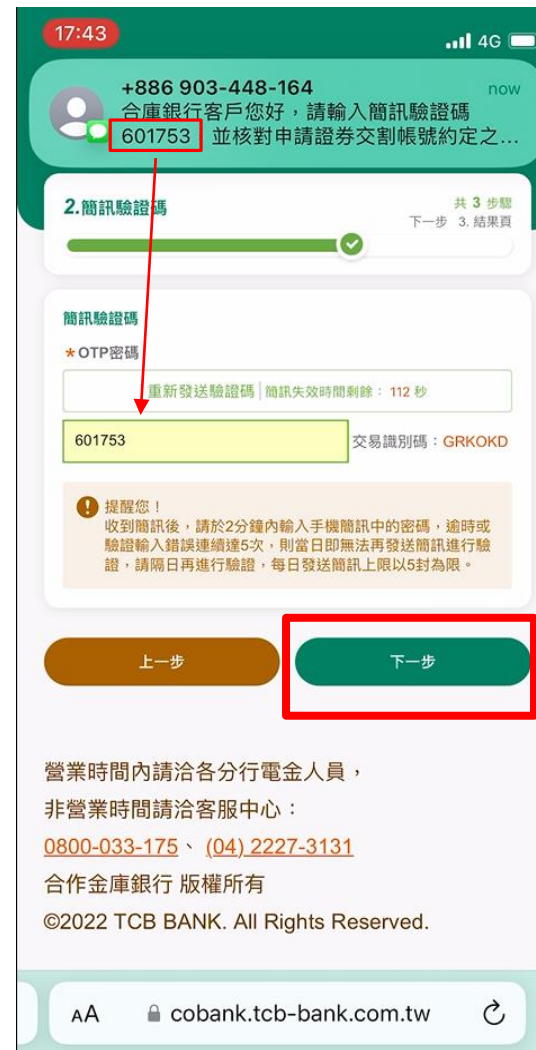 17:43
4G
+886 903-448-164
now
合庫銀行客戶您好，請輸入簡訊驗證碼
601753 並核對申請證券交割帳號約定之...
2.簡訊驗證碼
共 3 步驟
下一步 3. 結果頁
簡訊驗證碼
*OTP密碼
重新發送驗證碼│簡訊失效時間剩餘：112 秒
601753
交易識別碼：GRKOKD
提醒您！
收到簡訊後，請於2分鐘內輸入手機簡訊中的密碼，逾時或
驗證輸入錯誤連續達5次，則當日即無法再發送簡訊進行驗
證，請隔日再進行驗證，每日發送簡訊上限以5封為限。
上一步
下一步
營業時間內請洽各分行電金人員，
非營業時間請洽客服中心：
0800-033-175、(04) 2227-3131
合作金庫銀行 版權所有
©2022 TCB BANK. All Rights Reserved.
AA
cobank.tcb-bank.com.tw